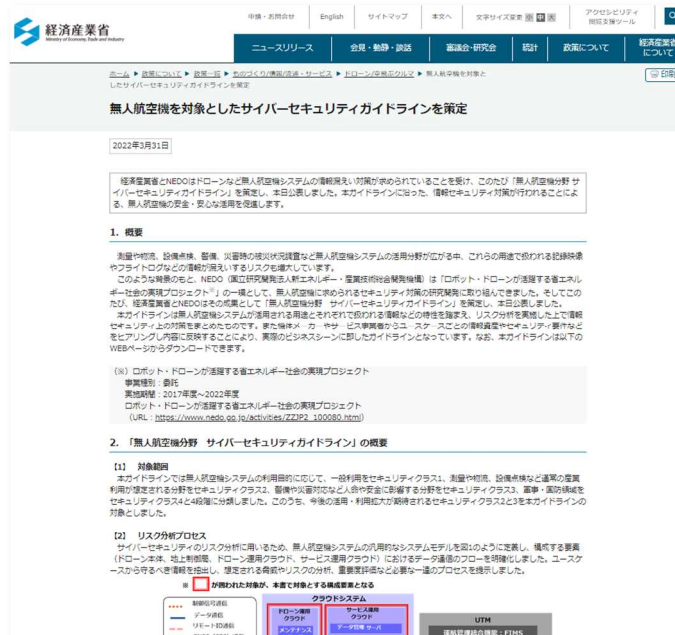 経済産業省
Ministry of Economy, Trade and Industry
申請・お問合せ
English
サイトマップ
本文へ
文字サイズ変更 小 中 大
アクセシビリティ
閲覧支援ツール
ニュースリリース
会見・動静・談話
審議会・研究会
統計
政策について
経済産業省
について
ホーム ▶ 政策について ▶ 政策一覧 ▶ ものづくり/情報/流通・サービス ▶ ドローン/空飛ぶクルマ ▶ 無人航空機を対象と
したサイバーセキュリティガイドラインを策定
印刷
無人航空機を対象としたサイバーセキュリティガイドラインを策定
2022年3月31日
経済産業省とNEDOはドローンなど無人航空機システムの情報漏えい対策が求められていることを受け、このたび「無人航空機分野 サ
イバーセキュリティガイドライン」を策定し、本日公表しました。本ガイドラインに沿った、情報セキュリティ対策が行われることによ
る、無人航空機の安全・安心な活用を促進します。
1. 概要
測量や物流、設備点検、警備、災害時の被災状況調査など無人航空機システムの活用分野が広がる中、これらの用途で扱われる記録映像
やフライトログなどの情報が漏えいするリスクも増大しています。
このような背景のもと、NEDO（国立研究開発法人新エネルギー・産業技術総合開発機構）は「ロボット・ドローンが活躍する省エネル
ギー社会の実現プロジェクト※」の一環として、無人航空機に求められるセキュリティ対策の研究開発に取り組んできました。そしてこの
たび、経済産業省とNEDOはその成果として「無人航空機分野 サイバーセキュリティガイドライン」を策定し、本日公表しました。
本ガイドラインは無人航空機システムが活用される用途とそれぞれで扱われる情報などの特性を踏まえ、リスク分析を実施した上で情報
セキュリティ上の対策をまとめたものです。また機体メーカーやサービス事業者からユースケースごとの情報資産やセキュリティ要件など
をヒアリングし内容に反映することにより、実際のビジネスシーンに即したガイドラインとなっています。なお、本ガイドラインは以下の
WEBページからダウンロードできます。
（※）ロボット・ドローンが活躍する省エネルギー社会の実現プロジェクト
事業種別：委託
実施期間：2017年度～2022年度
ロボット・ドローンが活躍する省エネルギー社会の実現プロジェクト
（URL：https://www.nedo.go.jp/activities/ZZJP2_100080.html）
2. 「無人航空機分野 サイバーセキュリティガイドライン」の概要
【1】 対象範囲
本ガイドラインでは無人航空機システムの利用目的に応じて、一般利用をセキュリティクラス1、測量や物流、設備点検など通常の産業
利用が想定される分野をセキュリティクラス2、警備や災害対応など人命や安全に影響する分野をセキュリティクラス3、軍事・国防領域を
セキュリティクラス4と4段階に分類しました。このうち、今後の活用・利用拡大が期待されるセキュリティクラス2と3を本ガイドラインの
対象としました。
【2】 リスク分析プロセス
サイバーセキュリティのリスク分析に用いるため、無人航空機システムの汎用的なシステムモデルを図1のように定義し、構成する要素
（ドローン本体、地上制御局、ドローン運用クラウド、サービス運用クラウド）におけるデータ通信のフローを明確化しました。ユースケ
ースから守るべき情報を抽出し、想定される脅威やリスクの分析、重要度評価など必要な一連のプロセスを提示しました。
※ が囲われた対象が、本書で対象とする構成要素となる
制御信号通信
データ通信
リモートID通信
クラウドシステム
ドローン運用
クラウド
メンテナンス
サービス運用
クラウド
データ管理 サーバ
UTM
運航管理統合機能：FIMS